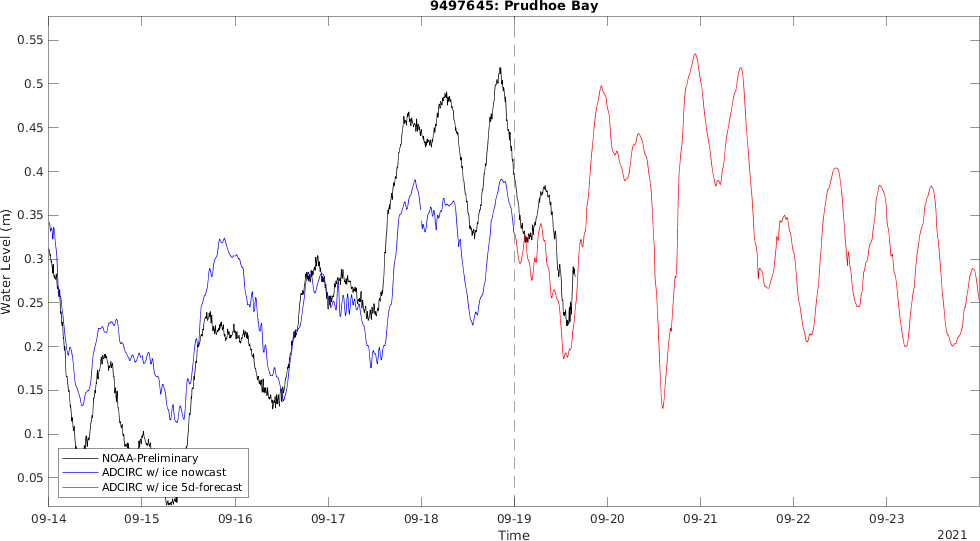 9497645: Prudhoe Bay
0.55
0.5
0.45
0.4
0.35
0.3
0.25
0.2
0.15
0.1
0.05
Water Level (m)
NOAA-Preliminary
ADCIRC w/ ice nowcast
ADCIRC w/ ice 5d-forecast
09-14 09-15 09-16 09-17 09-18 09-19 09-20 09-21 09-22 09-23
Time
2021